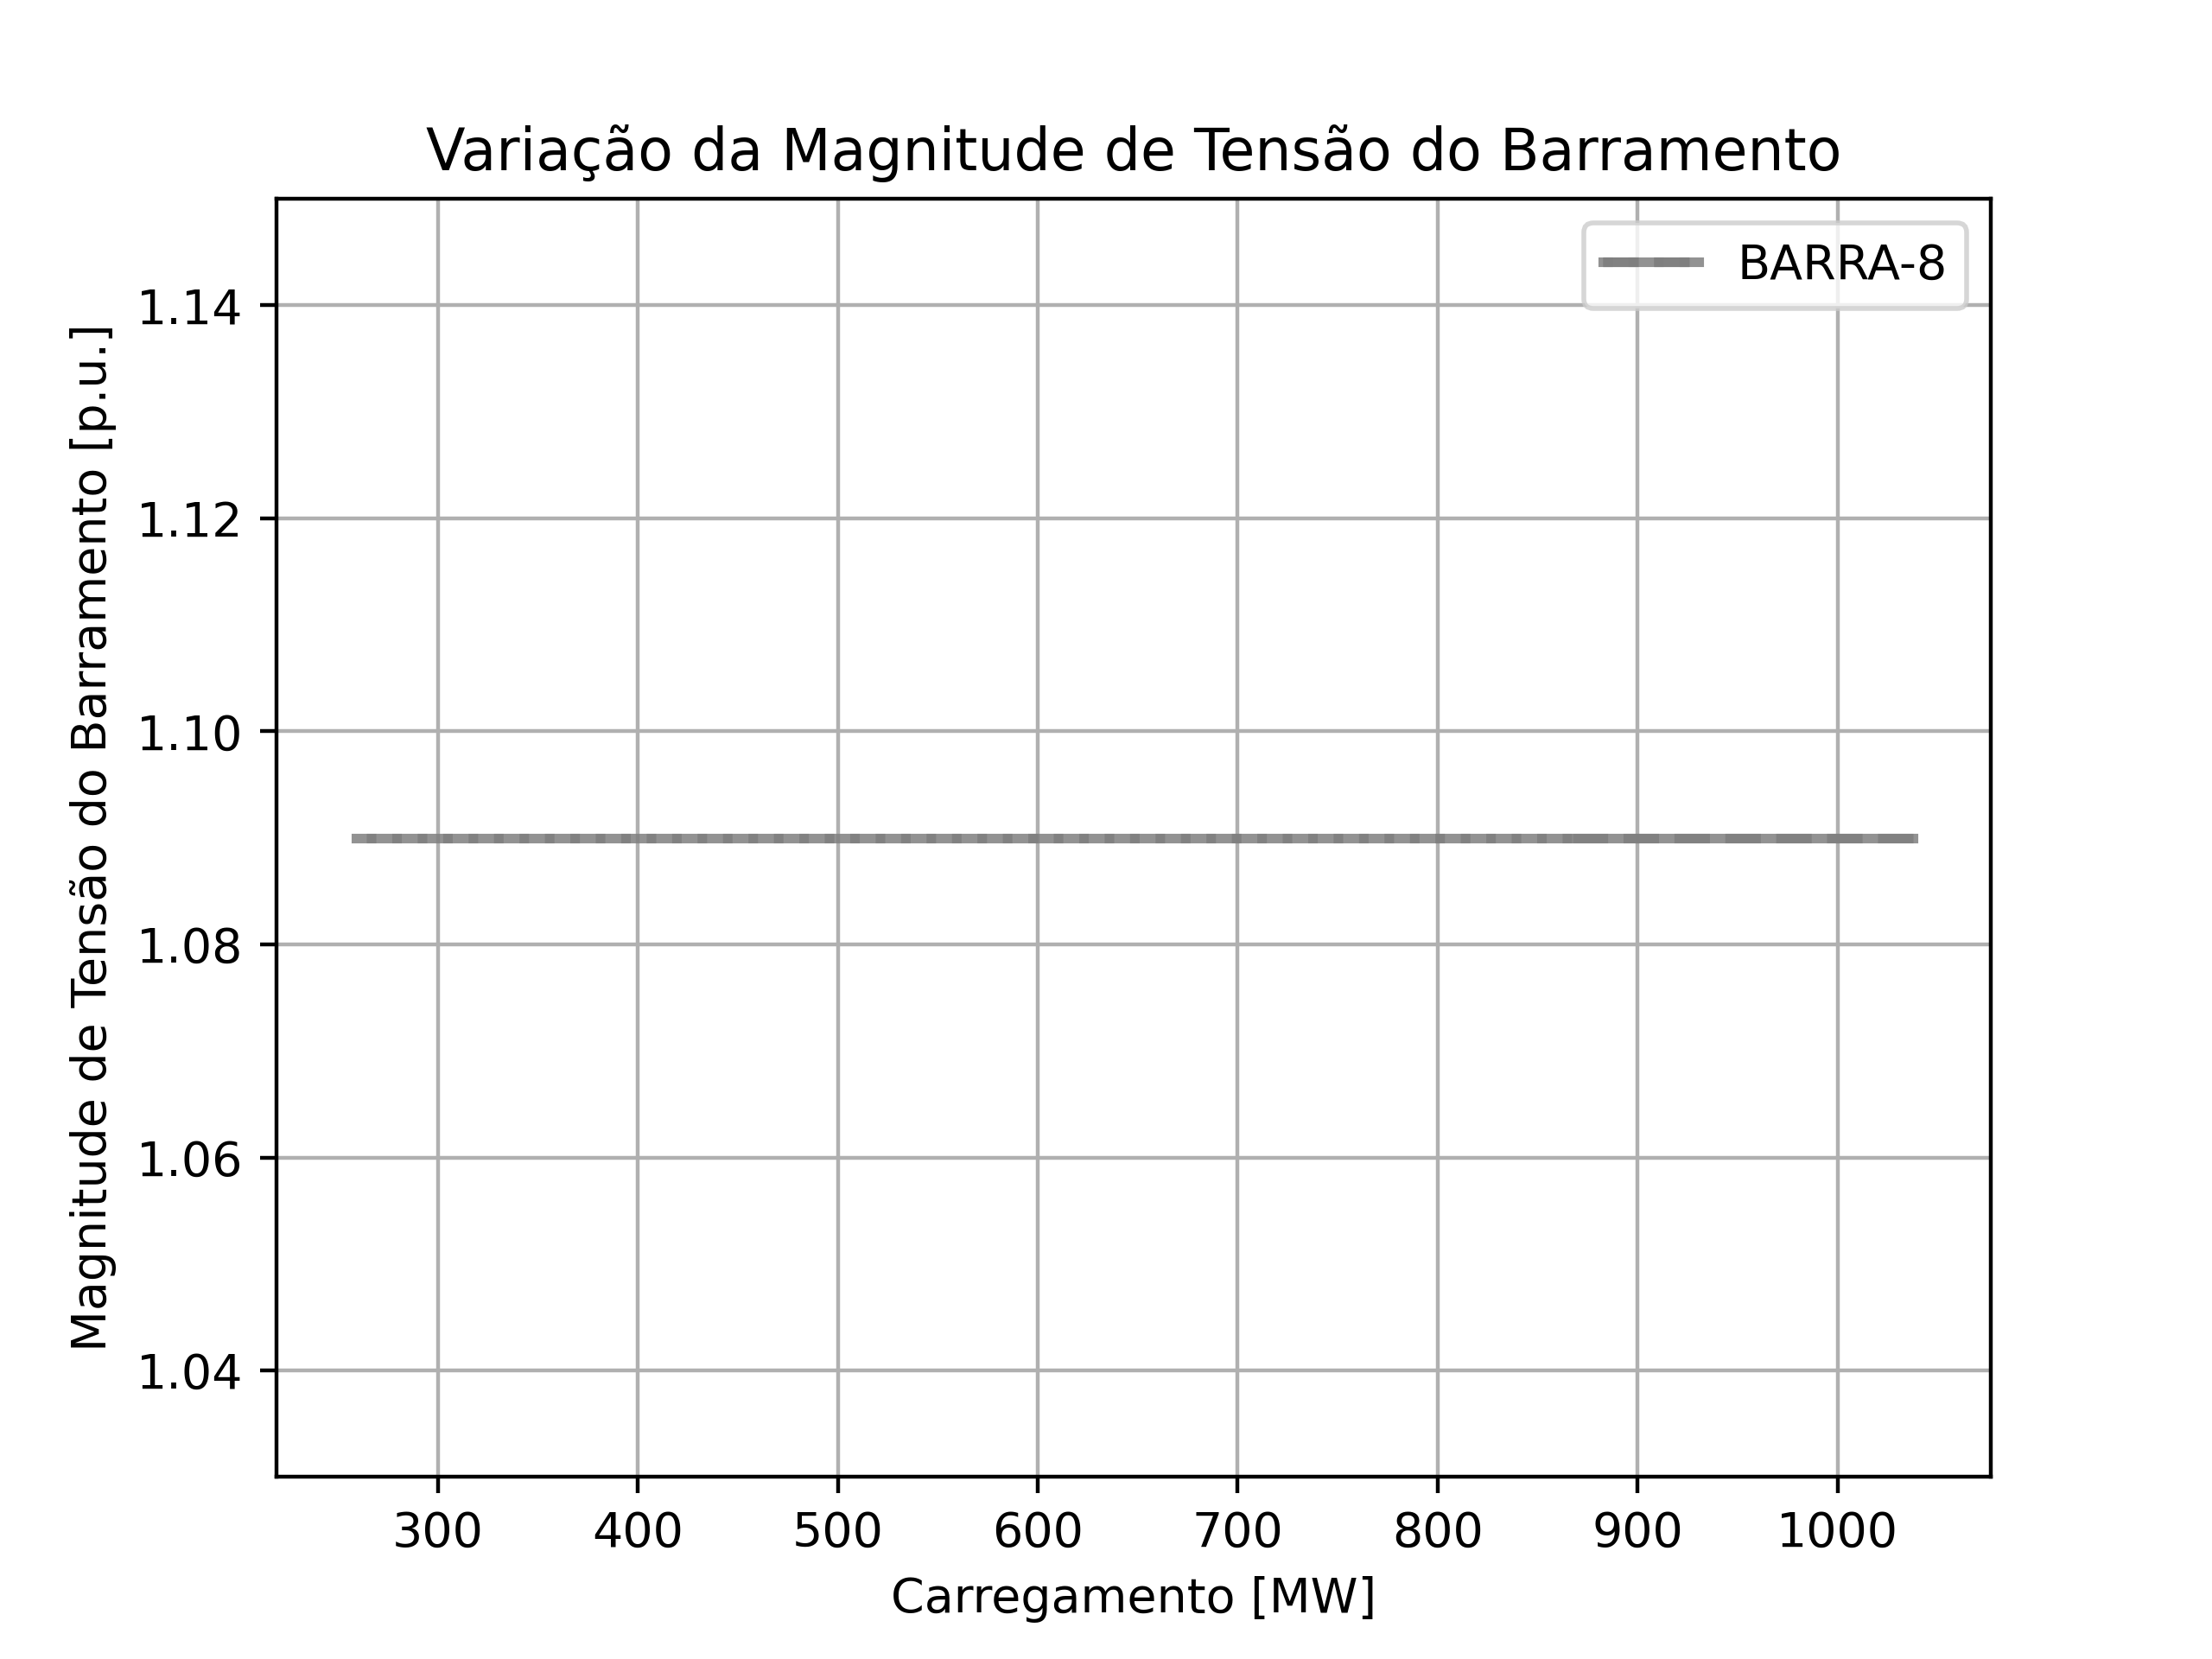 Variação da Magnitude de Tensão do Barramento
BARRA-8
Magnitude de Tensão do Barramento [p.u.]
1.14
1.12
1.10
1.08
1.06
1.04
300 400 500 600 700 800 900 1000
Carregamento [MW]